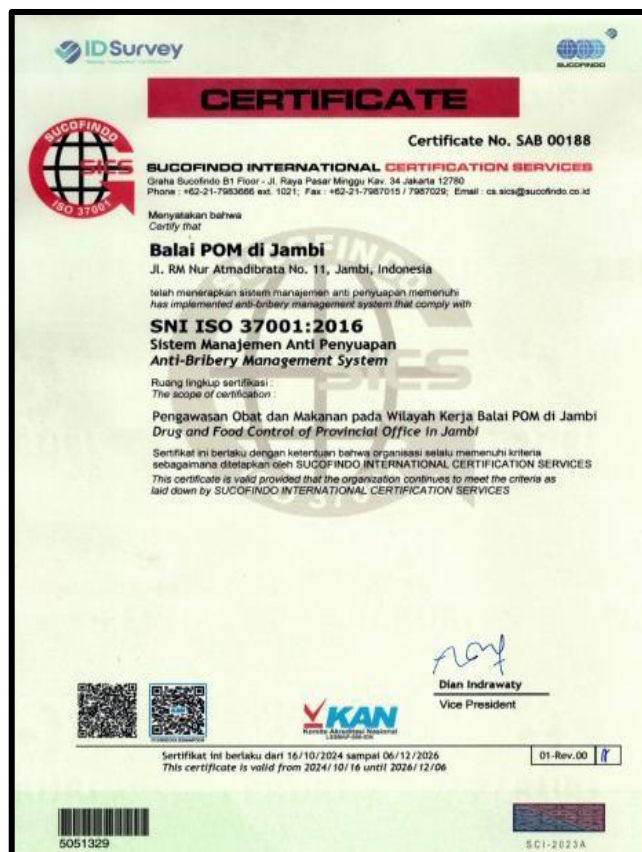 IDSurvey
SUCOFINDO
CERTIFICATE
Certificate No. SAB 00188
SUCOFINDO
SICS
ISO 37001
SUCOFINDO INTERNATIONAL CERTIFICATION SERVICES
Graha Sucofindo B1 Floor - Jl. Raya Pasar Minggu Kav. 34 Jakarta 12780
Phone : +62-21-7983666 ext. 1021; Fax : +62-21-7987015 / 7987029; Email : cs.sics@sucofindo.co.id
Menyatakan bahwa
Certify that
Balai POM di Jambi
Jl. RM Nur Atmadibrata No. 11, Jambi, Indonesia
telah menerapkan sistem manajemen anti penyuapan memenuhi
has implemented anti-bribery management system that comply with
SNI ISO 37001:2016
Sistem Manajemen Anti Penyuapan
Anti-Bribery Management System
Ruang lingkup sertifikasi :
The scope of certification :
Pengawasan Obat dan Makanan pada Wilayah Kerja Balai POM di Jambi
Drug and Food Control of Provincial Office in Jambi
Sertifikat ini berlaku dengan ketentuan bahwa organisasi selalu memenuhi kriteria
sebagaimana ditetapkan oleh SUCOFINDO INTERNATIONAL CERTIFICATION SERVICES
This certificate is valid provided that the organization continues to meet the criteria as
laid down by SUCOFINDO INTERNATIONAL CERTIFICATION SERVICES
Dian Indrawaty
Vice President
KAN
Komite Akreditasi Nasional
Sertifikat ini berlaku dari 16/10/2024 sampai 06/12/2026
This certificate is valid from 2024/10/16 until 2026/12/06
01-Rev.00
5051329
SCI-2023A